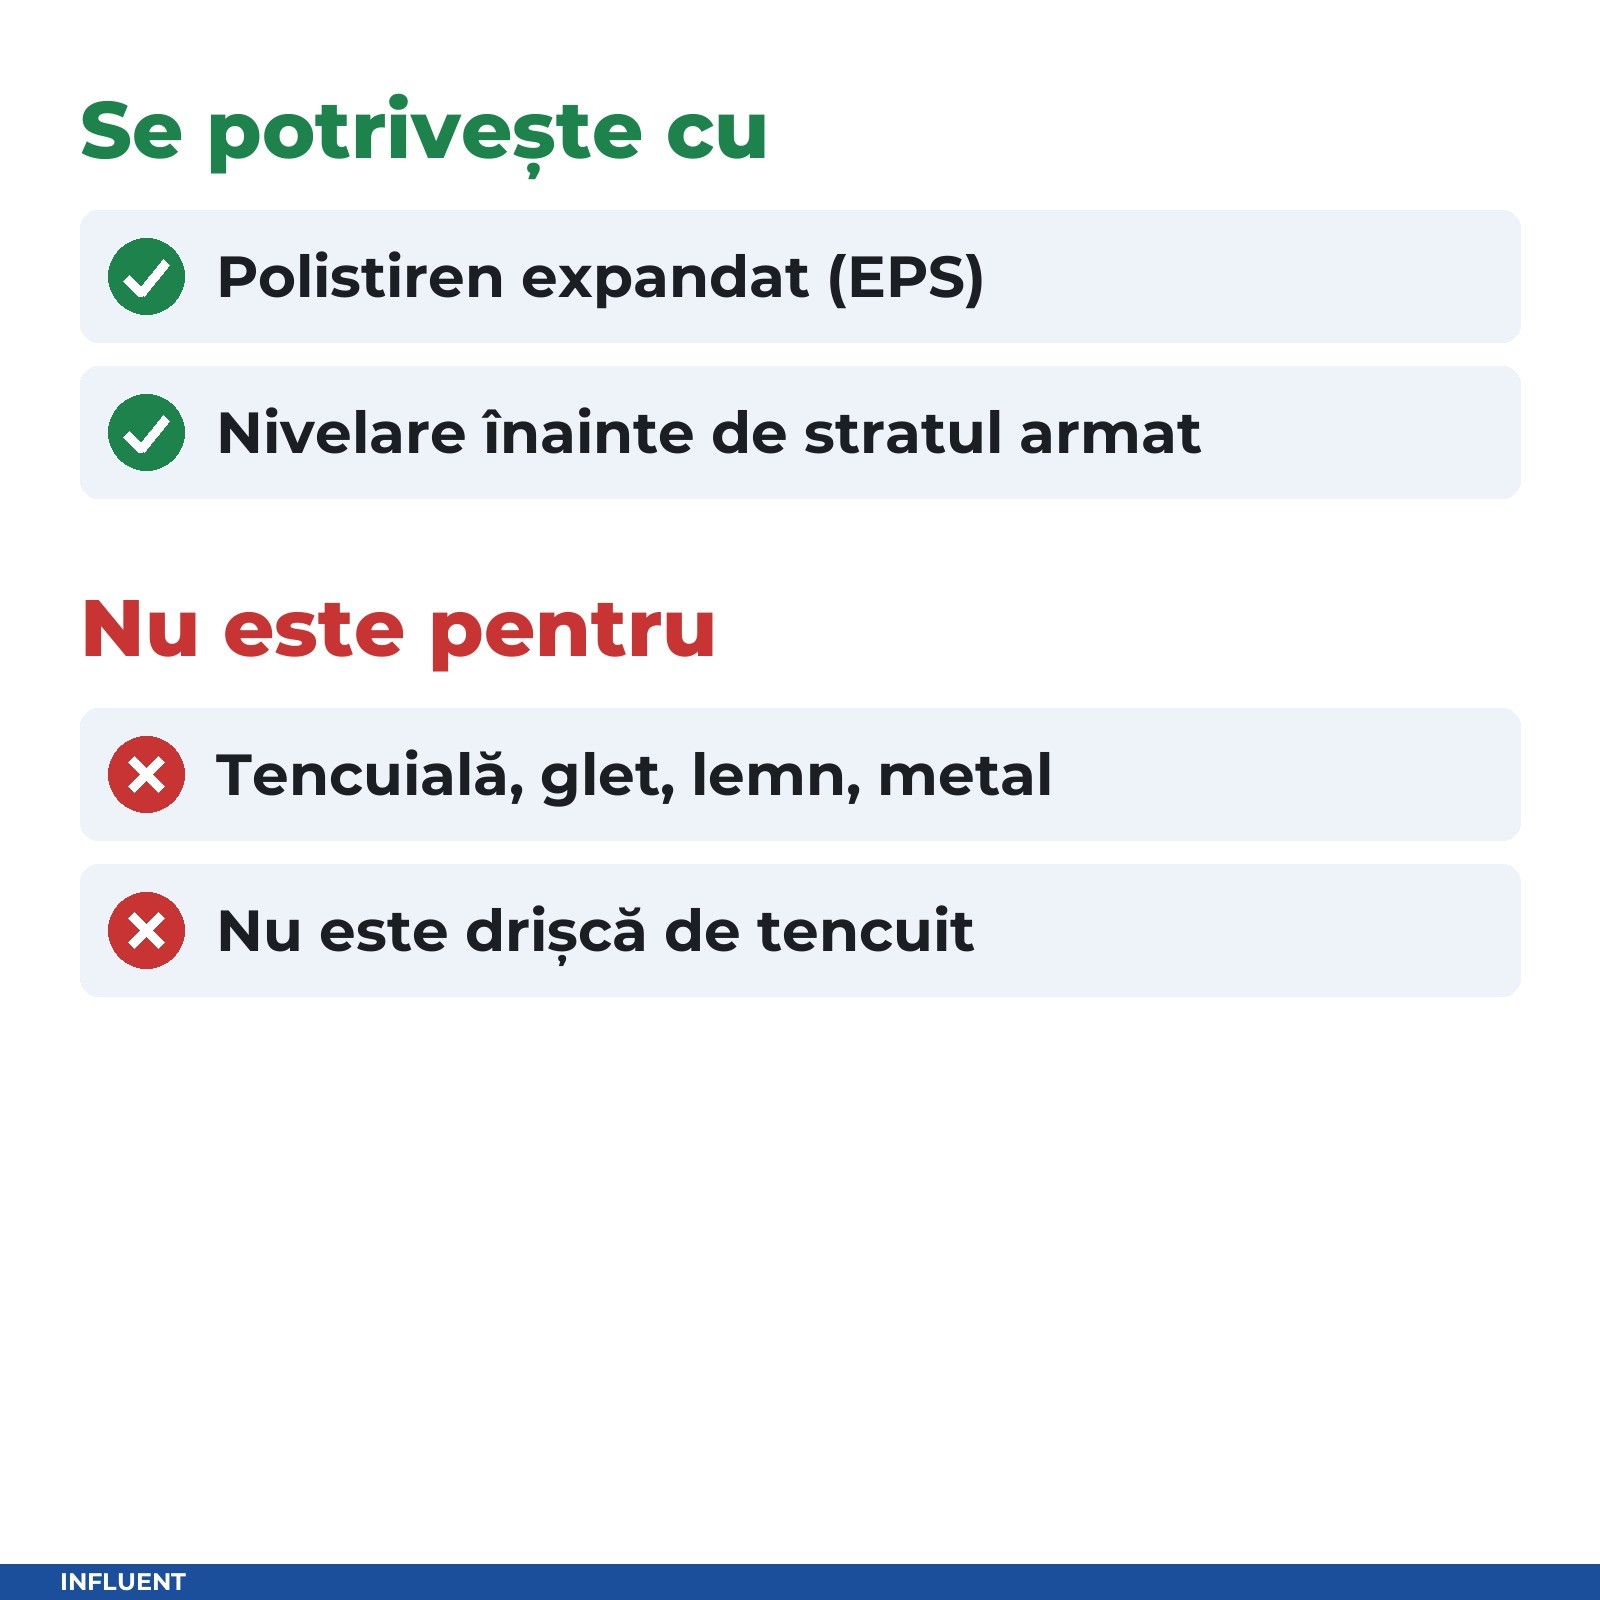 Se potrivește cu
Polistiren expandat (EPS)
Nivelare înainte de stratul armat
Nu este pentru
Tencuială, glet, lemn, metal
Nu este drișcă de tencuit
INFLUENT